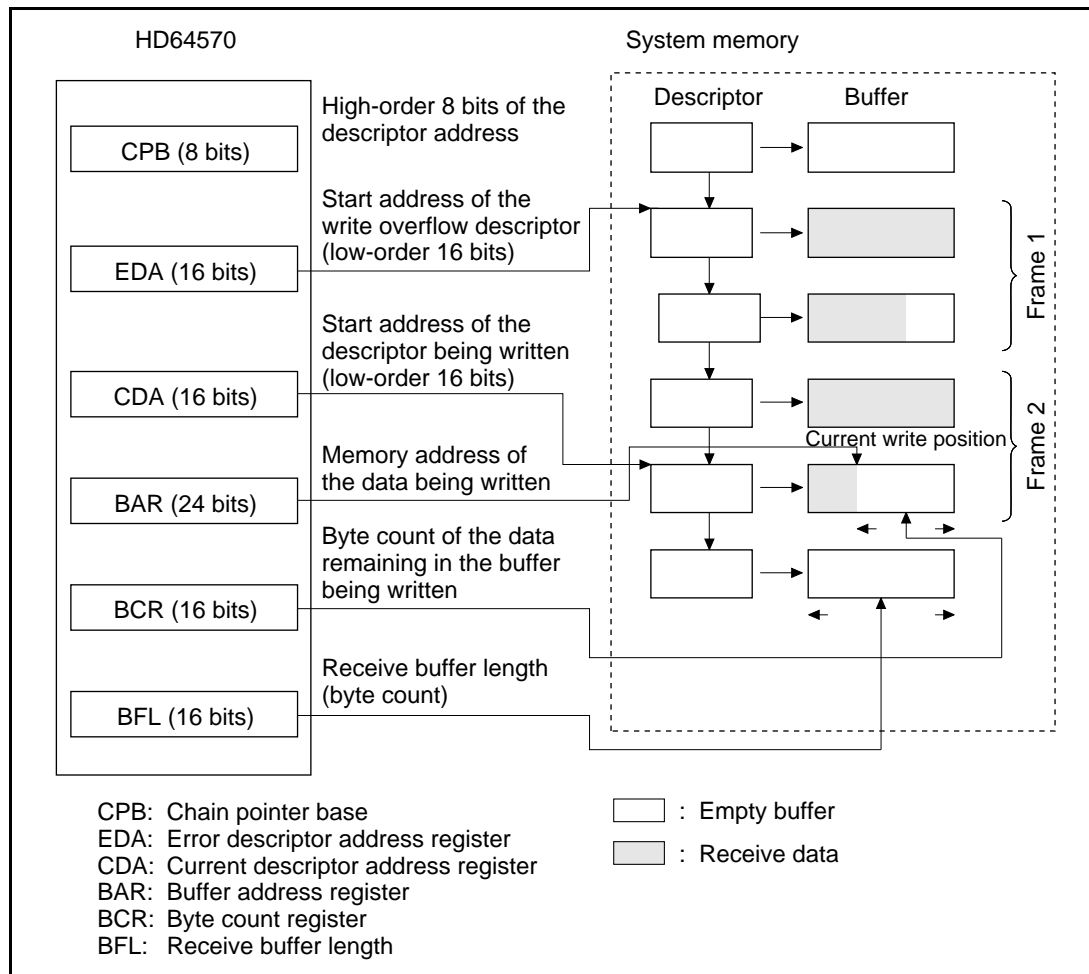 HD64570
System memory
Descriptor
Buffer
High-order 8 bits of the
descriptor address
CPB (8 bits)
Start address of the
write overflow descriptor
(low-order 16 bits)
EDA (16 bits)
Frame 1
Start address of the
descriptor being written
(low-order 16 bits)
CDA (16 bits)
Frame 2
Current write position
Memory address of
the data being written
BAR (24 bits)
Byte count of the data
remaining in the buffer
being written
BCR (16 bits)
Receive buffer length
(byte count)
BFL (16 bits)
CPB: Chain pointer base
EDA: Error descriptor address register
CDA: Current descriptor address register
BAR: Buffer address register
BCR: Byte count register
BFL: Receive buffer length
: Empty buffer
: Receive data